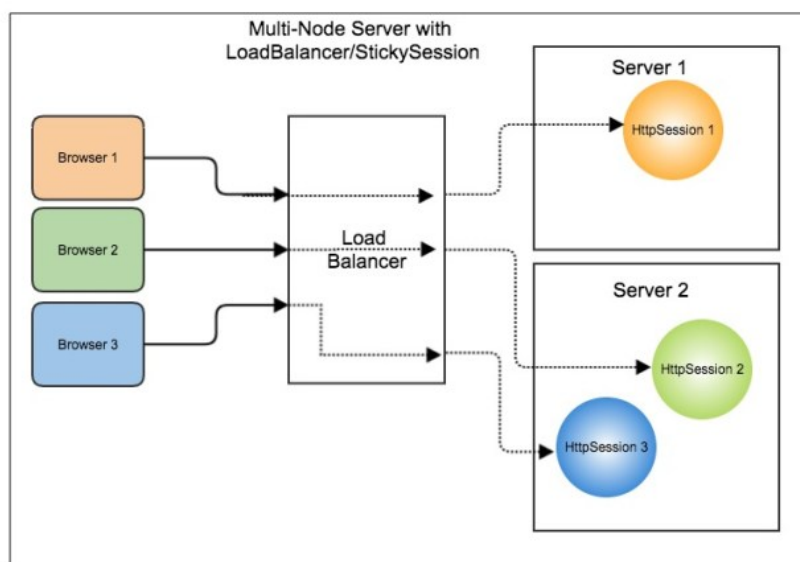 Multi-Node Server with
LoadBalancer/StickySession
Server 1
HttpSession 1
Browser 1
Browser 2
Browser 3
Load
Balancer
Server 2
HttpSession 2
HttpSession 3